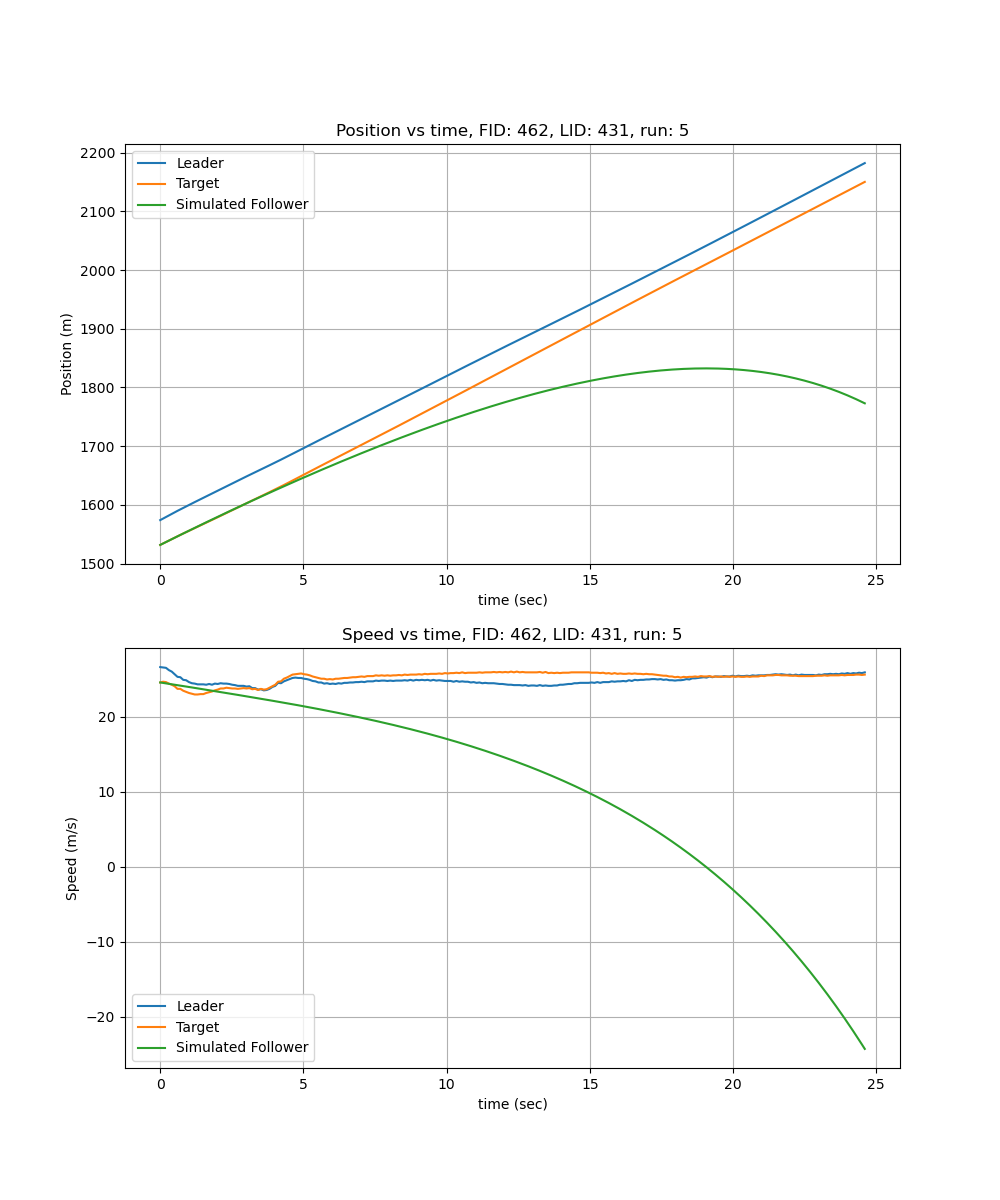 Position vs time, FID: 462, LID: 431, run: 5
Leader
Target
Simulated Follower
2200
2100
2000
1900
1800
1700
1600
1500
Position (m)
0 5 10 15 20 25
time (sec)
Speed vs time, FID: 462, LID: 431, run: 5
20
10
0
−10
−20
Speed (m/s)
Leader
Target
Simulated Follower
0 5 10 15 20 25
time (sec)